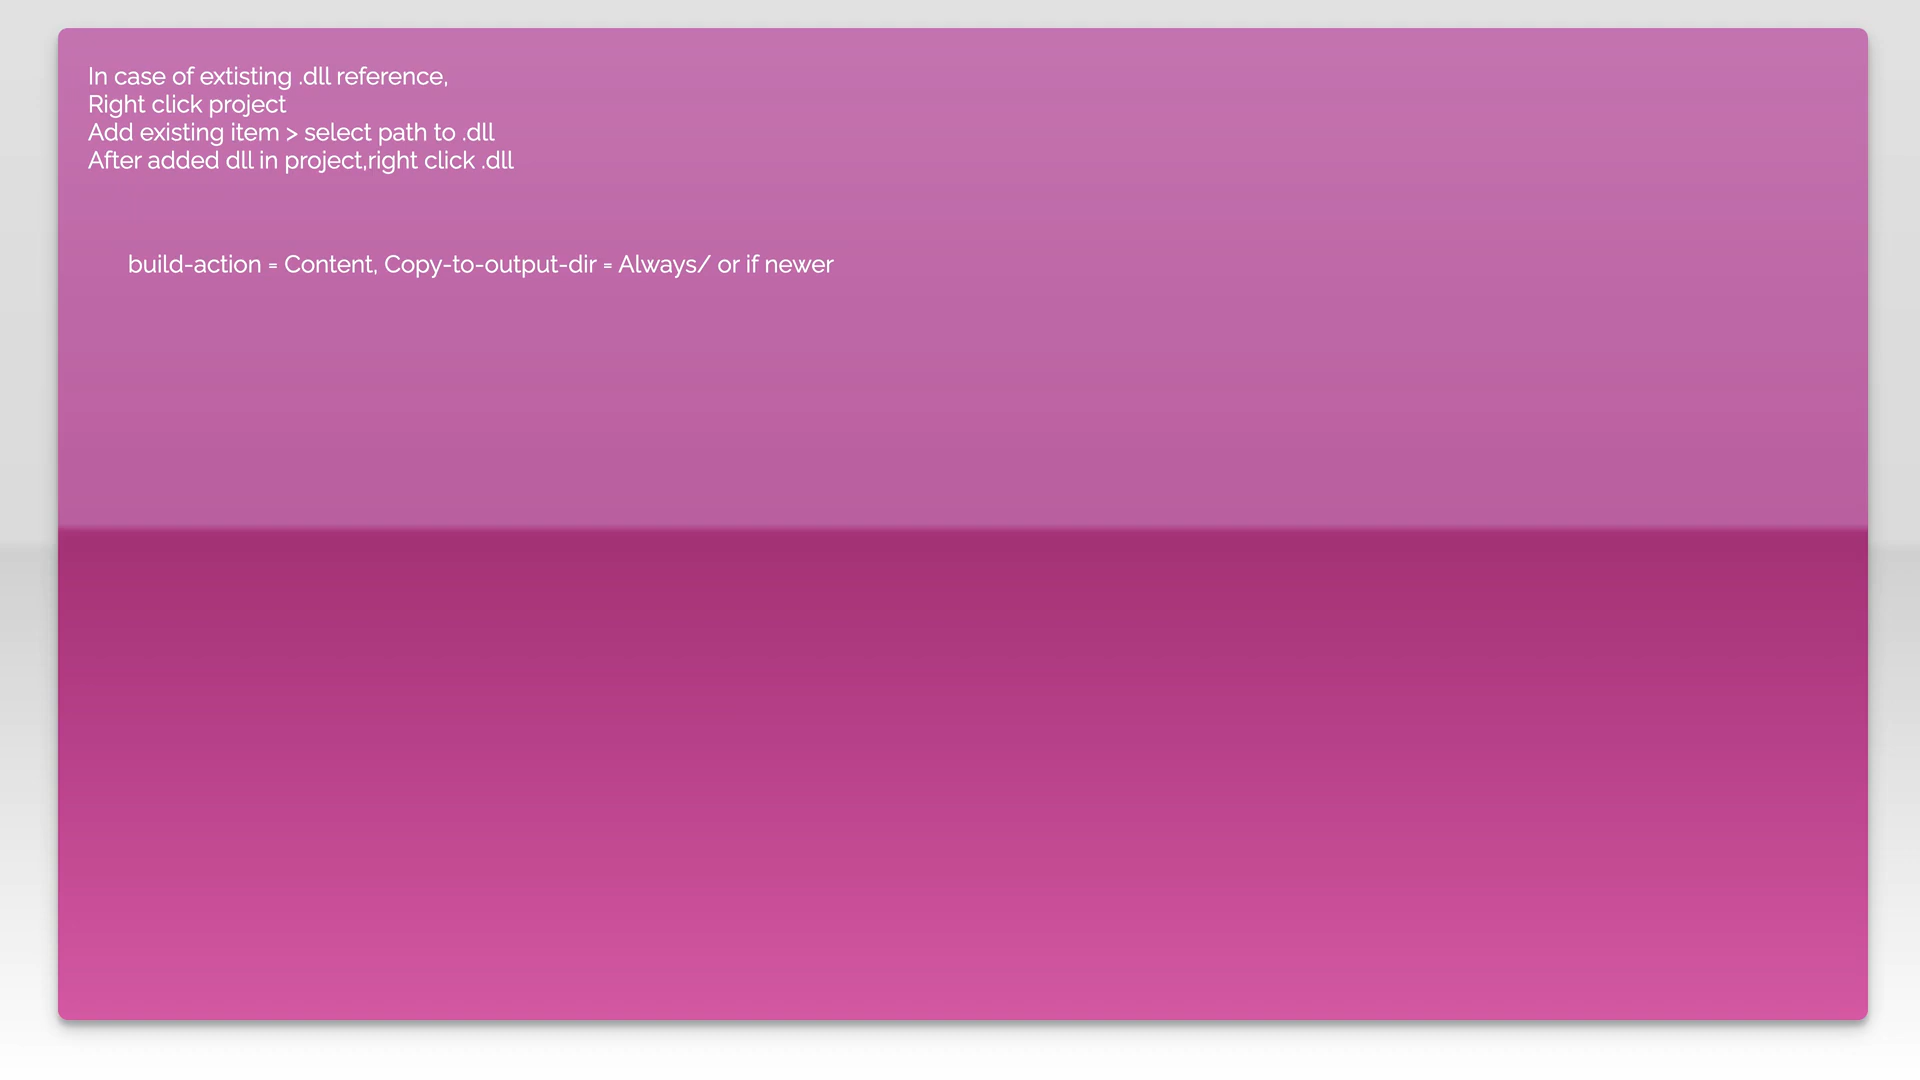 In case of extisting .dll reference,
Right click project
Add existing item > select path to .dll
After added dll in project,right click .dll
build-action = Content, Copy-to-output-dir = Always/ or if newer